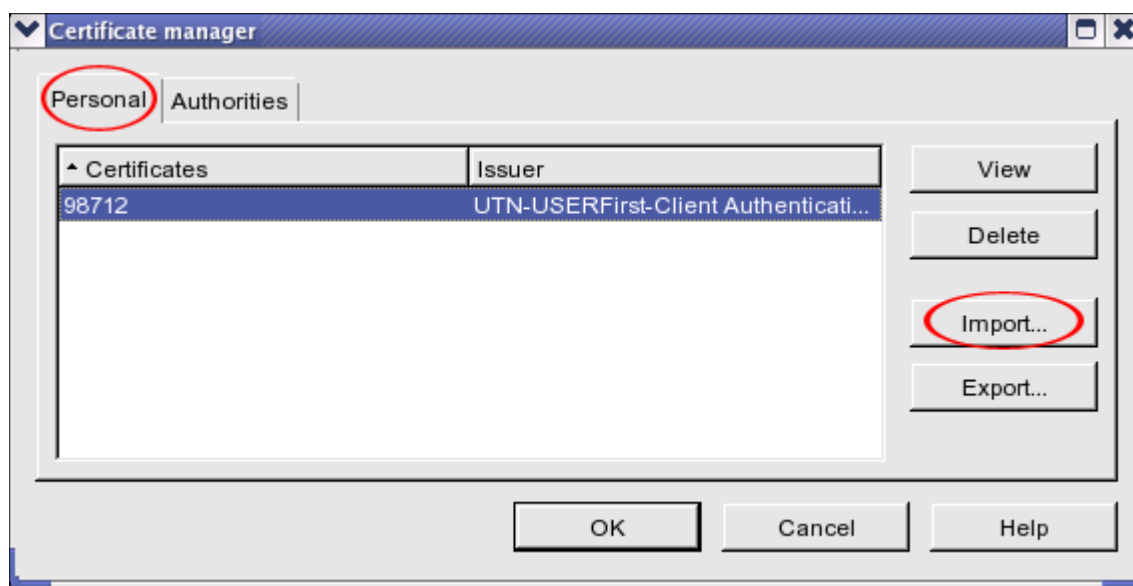 Certificate manager
Personal Authorities
Certificates Issuer
98712 UTN-USERFirst-Client Authenticati...
View
Delete
Import...
Export...
OK Cancel Help